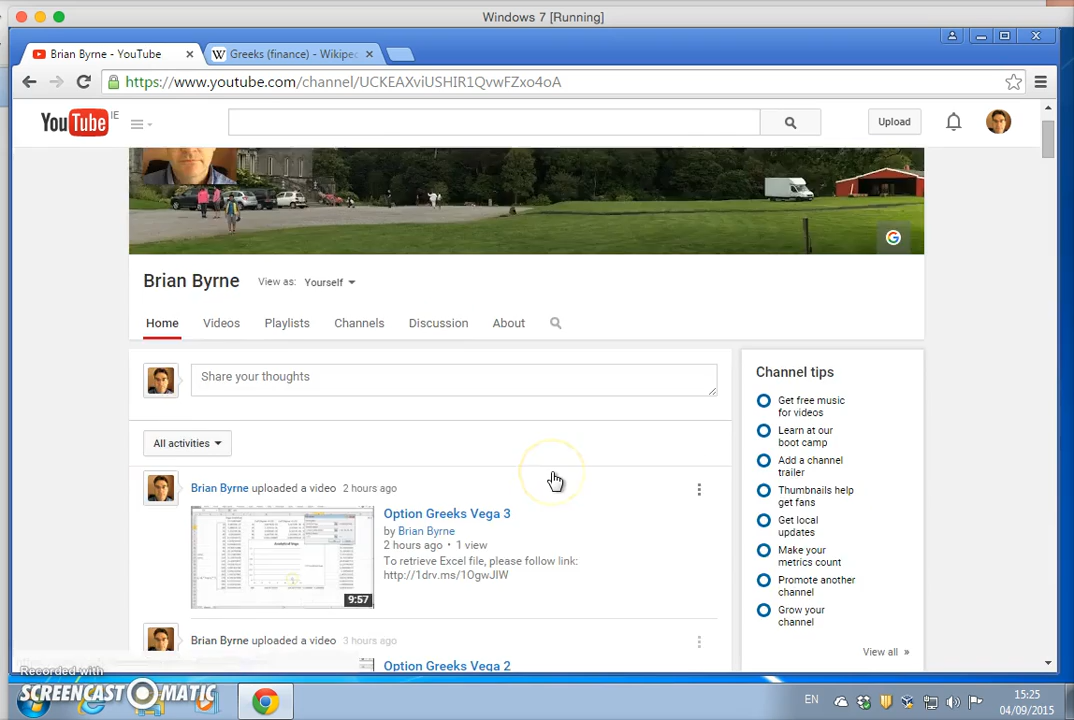 Windows 7 [Running]
Brian Byrne - YouTube
Greeks (finance) - Wikipec
https://www.youtube.com/channel/UCKEAXviUSHIR1QvwFZxo4oA
YouTube IE
Upload
Brian Byrne
View as: Yourself
Home Videos Playlists Channels Discussion About
Share your thoughts
All activities
Brian Byrne uploaded a video 2 hours ago
Option Greeks Vega 3
by Brian Byrne
2 hours ago • 1 view
To retrieve Excel file, please follow link:
http://1drv.ms/1OgwJIW
9:57
Brian Byrne uploaded a video 3 hours ago
Option Greeks Vega 2
Channel tips
Get free music
for videos
Learn at our
boot camp
Add a channel
trailer
Thumbnails help
get fans
Get local
updates
Make your
metrics count
Promote another
channel
Grow your
channel
View all »
Recorded with
SCREENCAST-O-MATIC
EN
15:25
04/09/2015